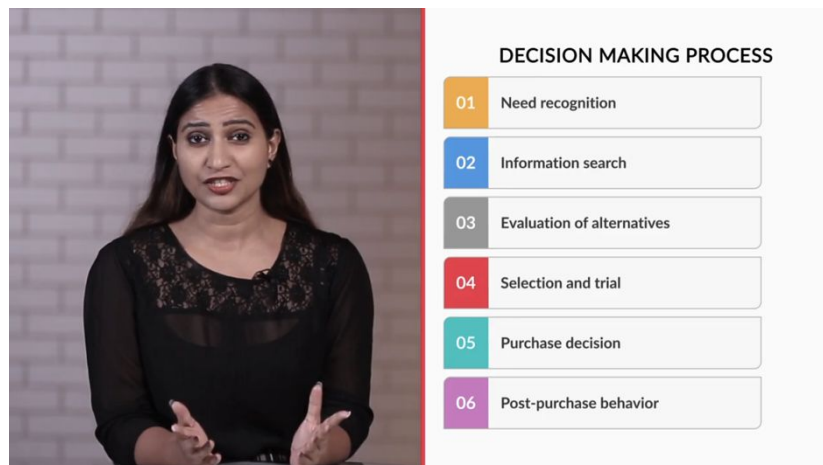 DECISION MAKING PROCESS
01 Need recognition
02 Information search
03 Evaluation of alternatives
04 Selection and trial
05 Purchase decision
06 Post-purchase behavior